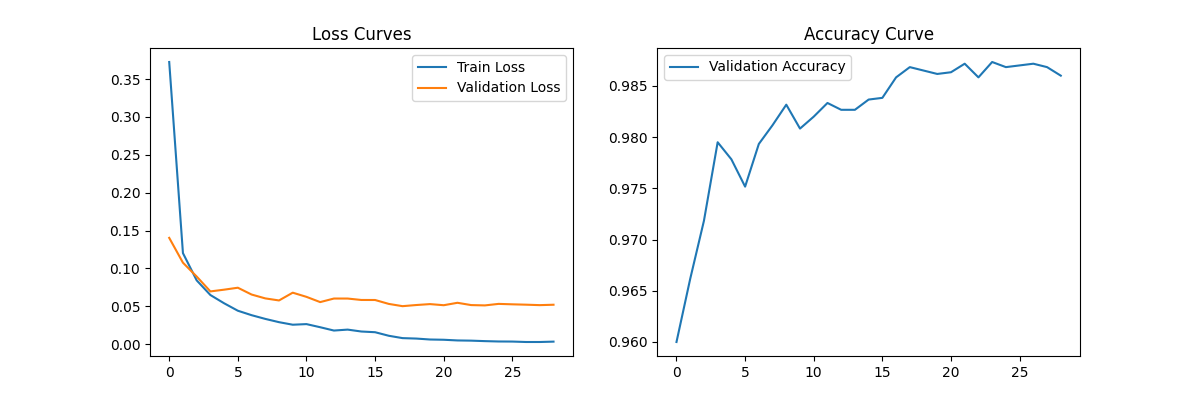 Loss Curves
Train Loss
Validation Loss
0.35
0.30
0.25
0.20
0.15
0.10
0.05
0.00
0 5 10 15 20 25
Accuracy Curve
Validation Accuracy
0.985
0.980
0.975
0.970
0.965
0.960
0 5 10 15 20 25